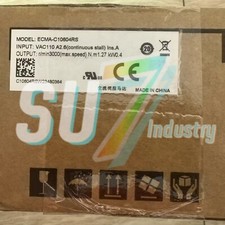 MODEL: ECMA-C10604RS
INPUT: VAC110 A2.6(continuous stall) Ins.A
OUTPUT: r/min3000(max.speed) N.m1.27 kW0.4
CE
MADE IN CHINA
SU7
industry